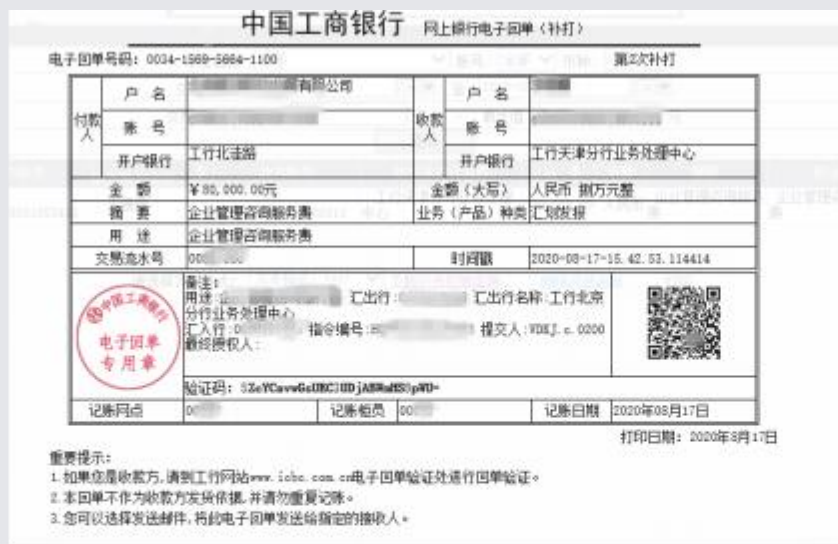 中国工商银行 网上银行电子回单（补打）
电子回单号码：0034-1569-5664-1100 第2次补打
付款人 户名 有限公司 收款人 户名
账号 账号
开户银行 工行北洼路 开户银行 工行天津分行业务处理中心
金额 ￥80,000.00元 金额（大写） 人民币 捌万元整
摘要 企业管理咨询服务费 业务（产品）种类 汇划发报
用途 企业管理咨询服务费
交易流水号 00 时间戳 2020-08-17-15.42.53.114414
中国工商银行
电子回单
专用章
备注：
用途： 汇出行：0 汇出行名称：工行北京
分行业务处理中心
汇入行：0 指令编号： 提交人：VDKJ.c.0200
最终授权人：
验证码：
记账网点 00 记账柜员 00 记账日期 2020年08月17日
打印日期：2020年8月17日
重要提示：
1.如果您是收款方，请到工行网站www.icbc.com.cn电子回单验证处进行回单验证。
2.本回单不作为收款方发货依据，并请勿重复记账。
3.您可以选择发送邮件，将此电子回单发送给指定的接收人。